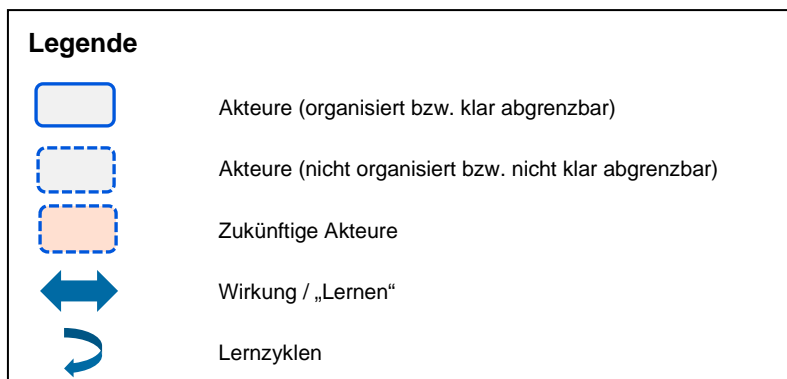 Legende
Akteure (organisiert bzw. klar abgrenzbar)
Akteure (nicht organisiert bzw. nicht klar abgrenzbar)
Zukünftige Akteure
Wirkung / „Lernen“
Lernzyklen